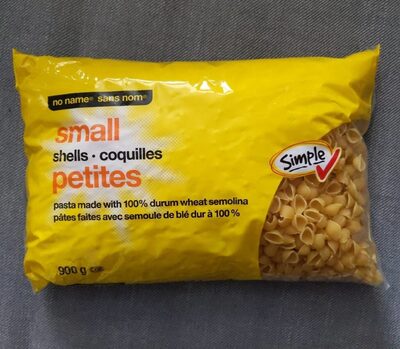 no name® sans nom®
small
shells • coquilles
petites
pasta made with 100% durum wheat semolina
pâtes faites avec semoule de blé dur à 100%
900 g
Simple